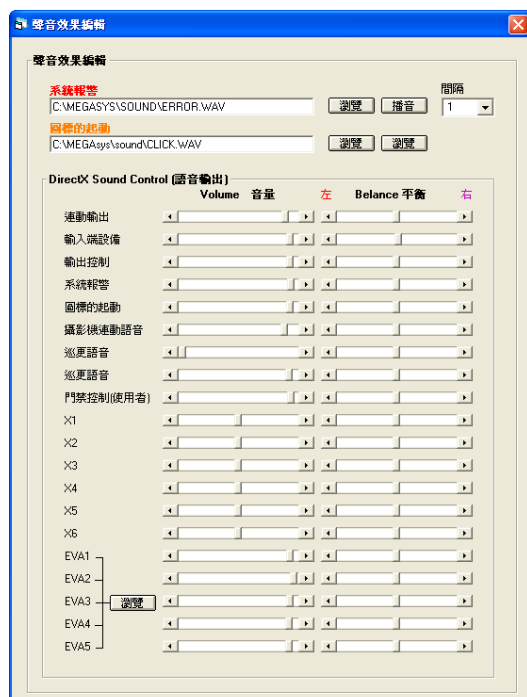 聲音效果編輯
聲音效果編輯
系統報警 間隔
C:\MEGASYS\SOUND\ERROR.WAV 瀏覽 播音 1
圖標的起動
C:\MEGAsys\sound\CLICK.WAV 瀏覽 瀏覽
DirectX Sound Control (語音輸出)
Volume 音量 左 Belance 平衡 右
連動輸出
輸入端設備
輸出控制
系統報警
圖標的起動
攝影機連動語音
巡更語音
巡更語音
門禁控制(使用者)
X1
X2
X3
X4
X5
X6
EVA1
EVA2
EVA3 瀏覽
EVA4
EVA5